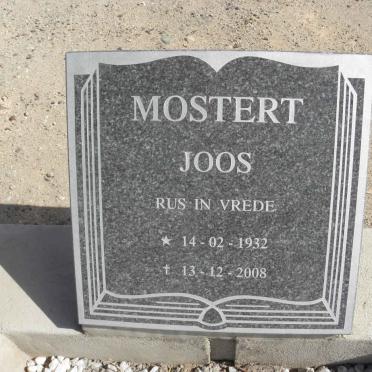 MOSTERT
JOOS
RUS IN VREDE
★ 14-02-1932
✝ 13-12-2008